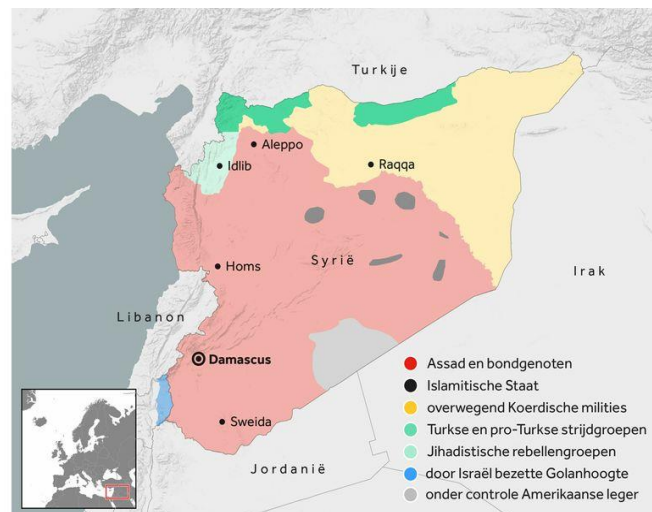 Turkije
Aleppo
Idlib
Raqqa
Syrië
Homs
Irak
Libanon
Damascus
Sweida
Jordanië
Assad en bondgenoten
Islamitische Staat
overwegend Koerdische milities
Turkse en pro-Turkse strijdgroepen
Jihadistische rebellengroepen
door Israël bezette Golanhoogte
onder controle Amerikaanse leger